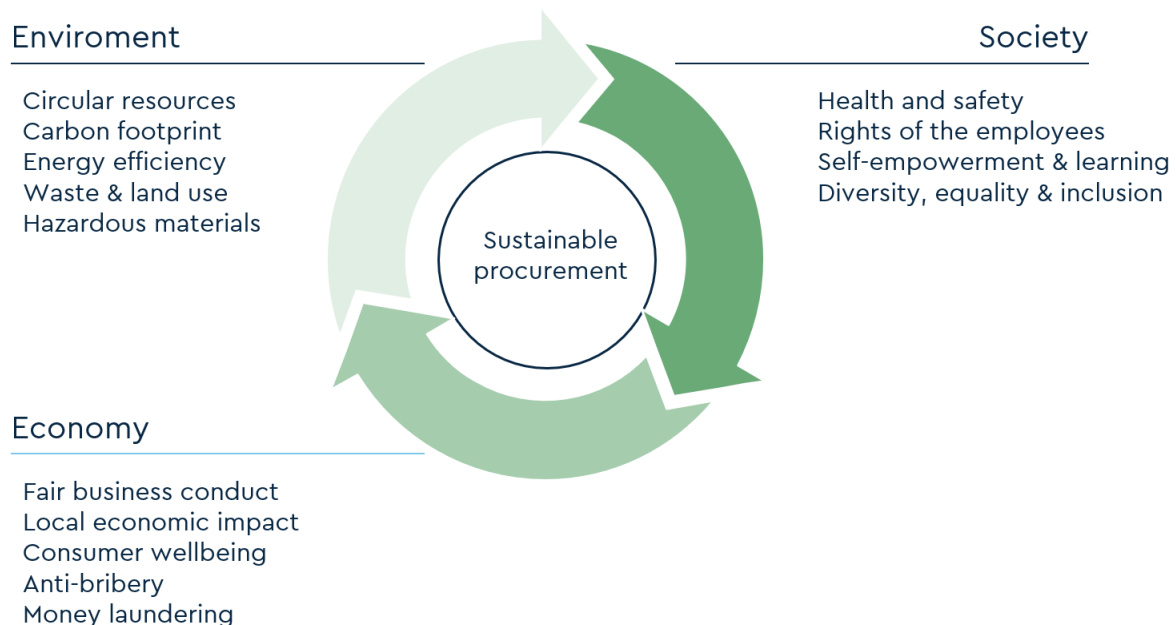 Enviroment
Circular resources
Carbon footprint
Energy efficiency
Waste & land use
Hazardous materials
Society
Health and safety
Rights of the employees
Self-empowerment & learning
Diversity, equality & inclusion
Sustainable
procurement
Economy
Fair business conduct
Local economic impact
Consumer wellbeing
Anti-bribery
Money laundering